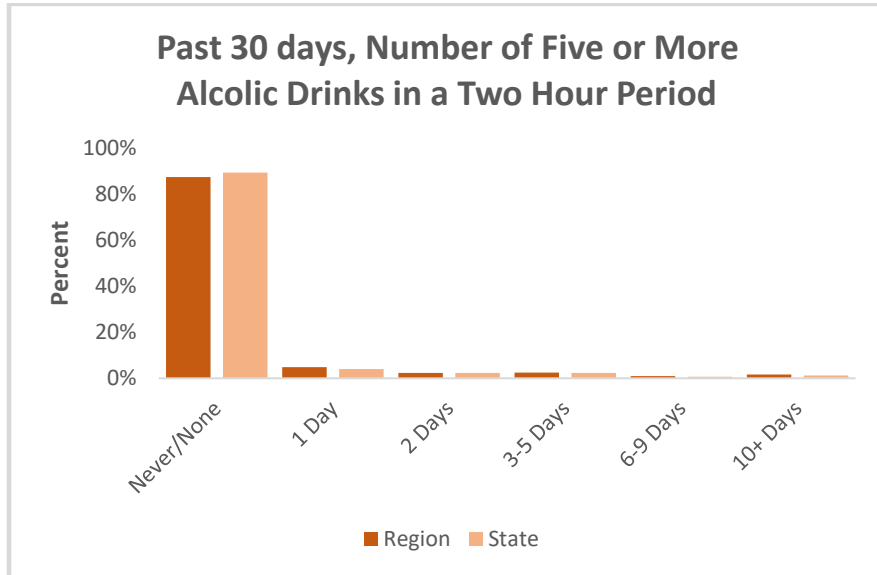 Past 30 days, Number of Five or More
Alcolic Drinks in a Two Hour Period
100%
80%
60%
40%
20%
0%
Percent
Never/None
1 Day
2 Days
3-5 Days
6-9 Days
10+ Days
Region
State